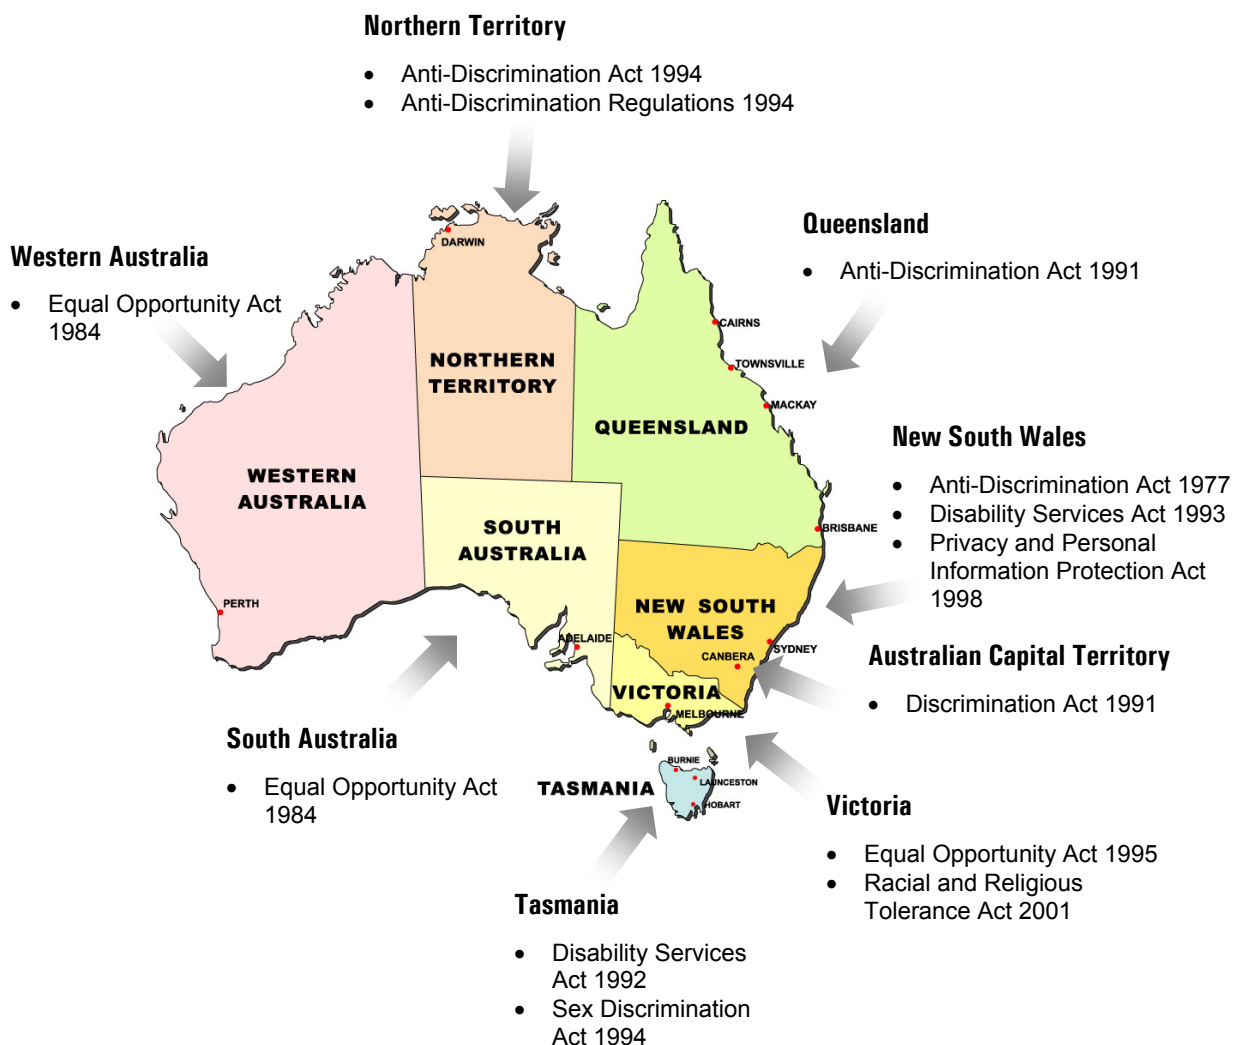 Northern Territory
• Anti-Discrimination Act 1994
• Anti-Discrimination Regulations 1994
Western Australia
• Equal Opportunity Act
1984
Queensland
• Anti-Discrimination Act 1991
DARWIN
CAIRNS
TOWNSVILLE
MACKAY
NORTHERN
TERRITORY
QUEENSLAND
WESTERN
AUSTRALIA
SOUTH
AUSTRALIA
BRISBANE
New South Wales
• Anti-Discrimination Act 1977
• Disability Services Act 1993
• Privacy and Personal
Information Protection Act
1998
PERTH
NEW SOUTH
WALES
ADELAIDE
SYDNEY
CANBERA
VICTORIA
MELBOURNE
Australian Capital Territory
• Discrimination Act 1991
South Australia
• Equal Opportunity Act
1984
TASMANIA
BURNIE
LAUNCESTON
HOBART
Victoria
• Equal Opportunity Act 1995
• Racial and Religious
Tolerance Act 2001
Tasmania
• Disability Services
Act 1992
• Sex Discrimination
Act 1994